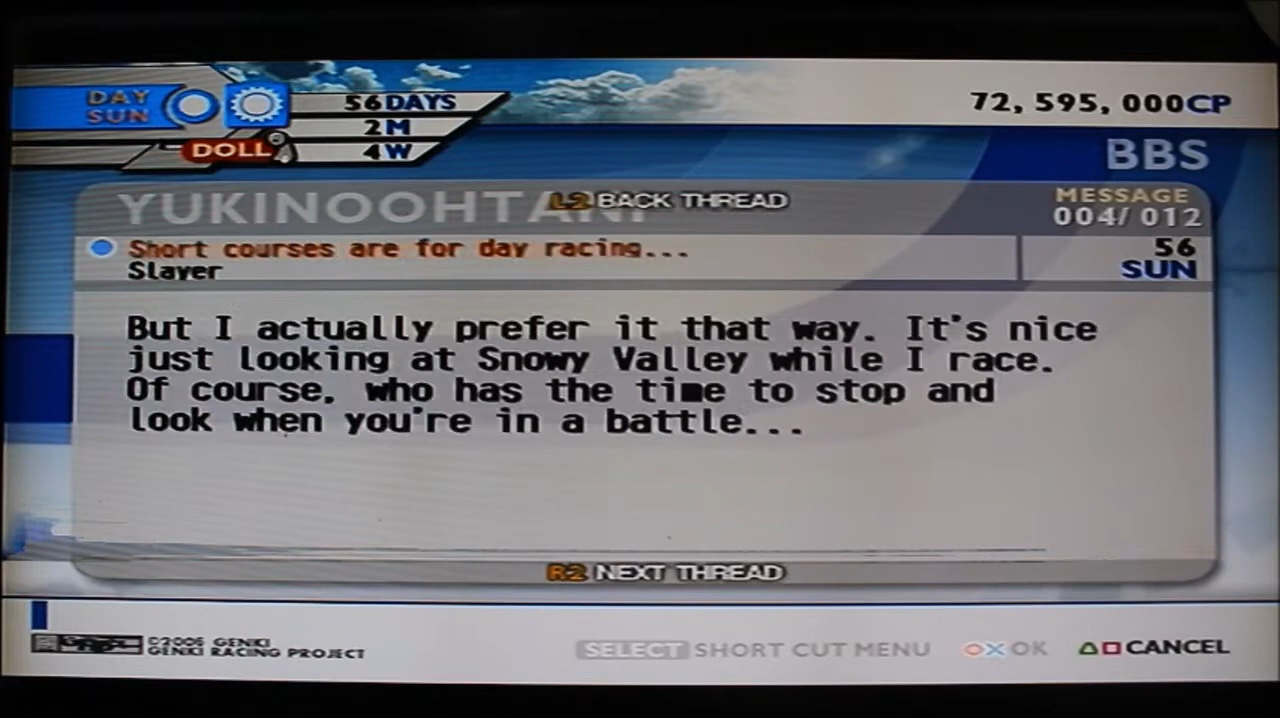 DAY
SUN
56DAYS
2M
4W
DOLL
72, 595, 000CP
BBS
YUKINOOHTANI
L2 BACK THREAD
MESSAGE
004/ 012
Short courses are for day racing...
Slayer
56
SUN
But I actually prefer it that way. It's nice
just looking at Snowy Valley while I race.
Of course, who has the time to stop and
look when you're in a battle...
R2 NEXT THREAD
©2005 GENKI
GENKI RACING PROJECT
SELECT SHORT CUT MENU
OK
CANCEL